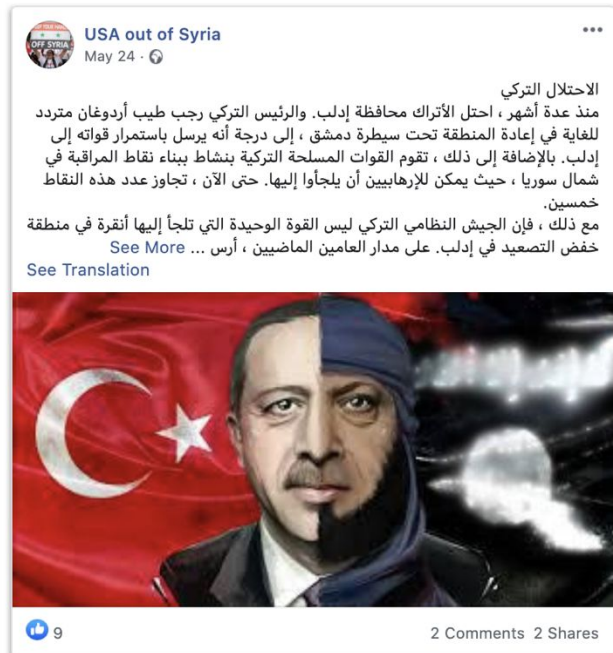 OFF SYRIA
USA out of Syria
May 24
الاحتلال التركي
منذ عدة أشهر ، احتل الأتراك محافظة إدلب. والرئيس التركي رجب طيب أردوغان متردد
للغاية في إعادة المنطقة تحت سيطرة دمشق ، إلى درجة أنه يرسل باستمرار قواته إلى
إدلب. بالإضافة إلى ذلك ، تقوم القوات المسلحة التركية بنشاط ببناء نقاط المراقبة في
شمال سوريا ، حيث يمكن للإرهابيين أن يلجأوا إليها. حتى الآن ، تجاوز عدد هذه النقاط
خمسين.
مع ذلك ، فإن الجيش النظامي التركي ليس القوة الوحيدة التي تلجأ إليها أنقرة في منطقة
خفض التصعيد في إدلب. على مدار العامين الماضيين ، أرس ... See More
See Translation
9
2 Comments 2 Shares